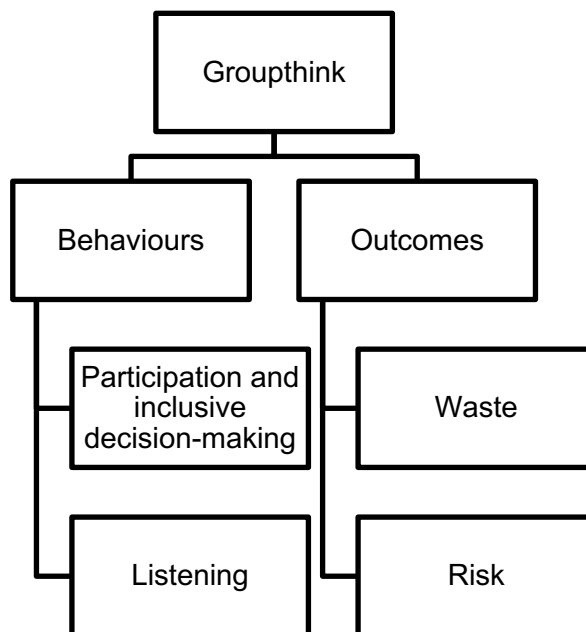 Groupthink
Behaviours
Outcomes
Participation and
inclusive
decision-making
Waste
Listening
Risk